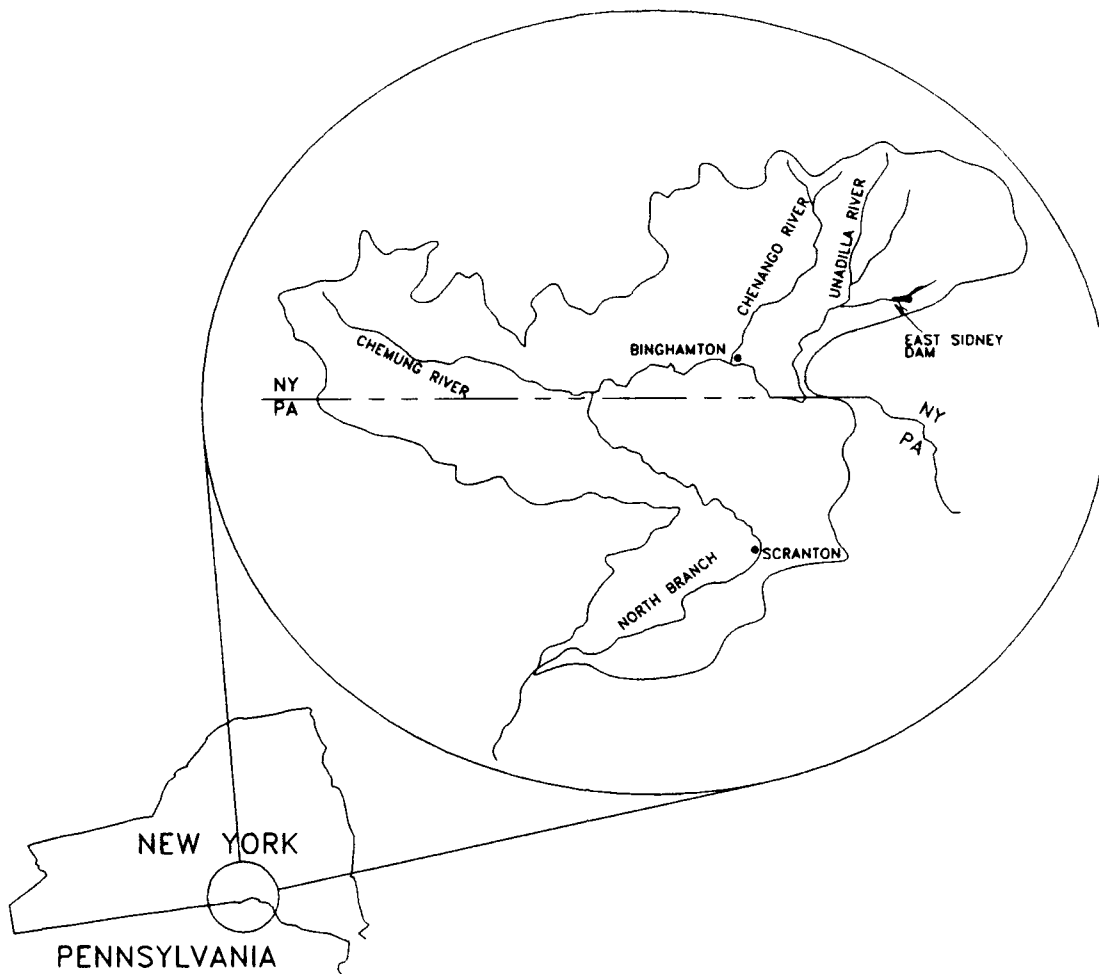 CHENANGO RIVER
UNADILLA RIVER
EAST SIDNEY
DAM
BINGHAMTON
CHEMUNG RIVER
NY
PA
NY
PA
SCRANTON
NORTH BRANCH
NEW YORK
PENNSYLVANIA